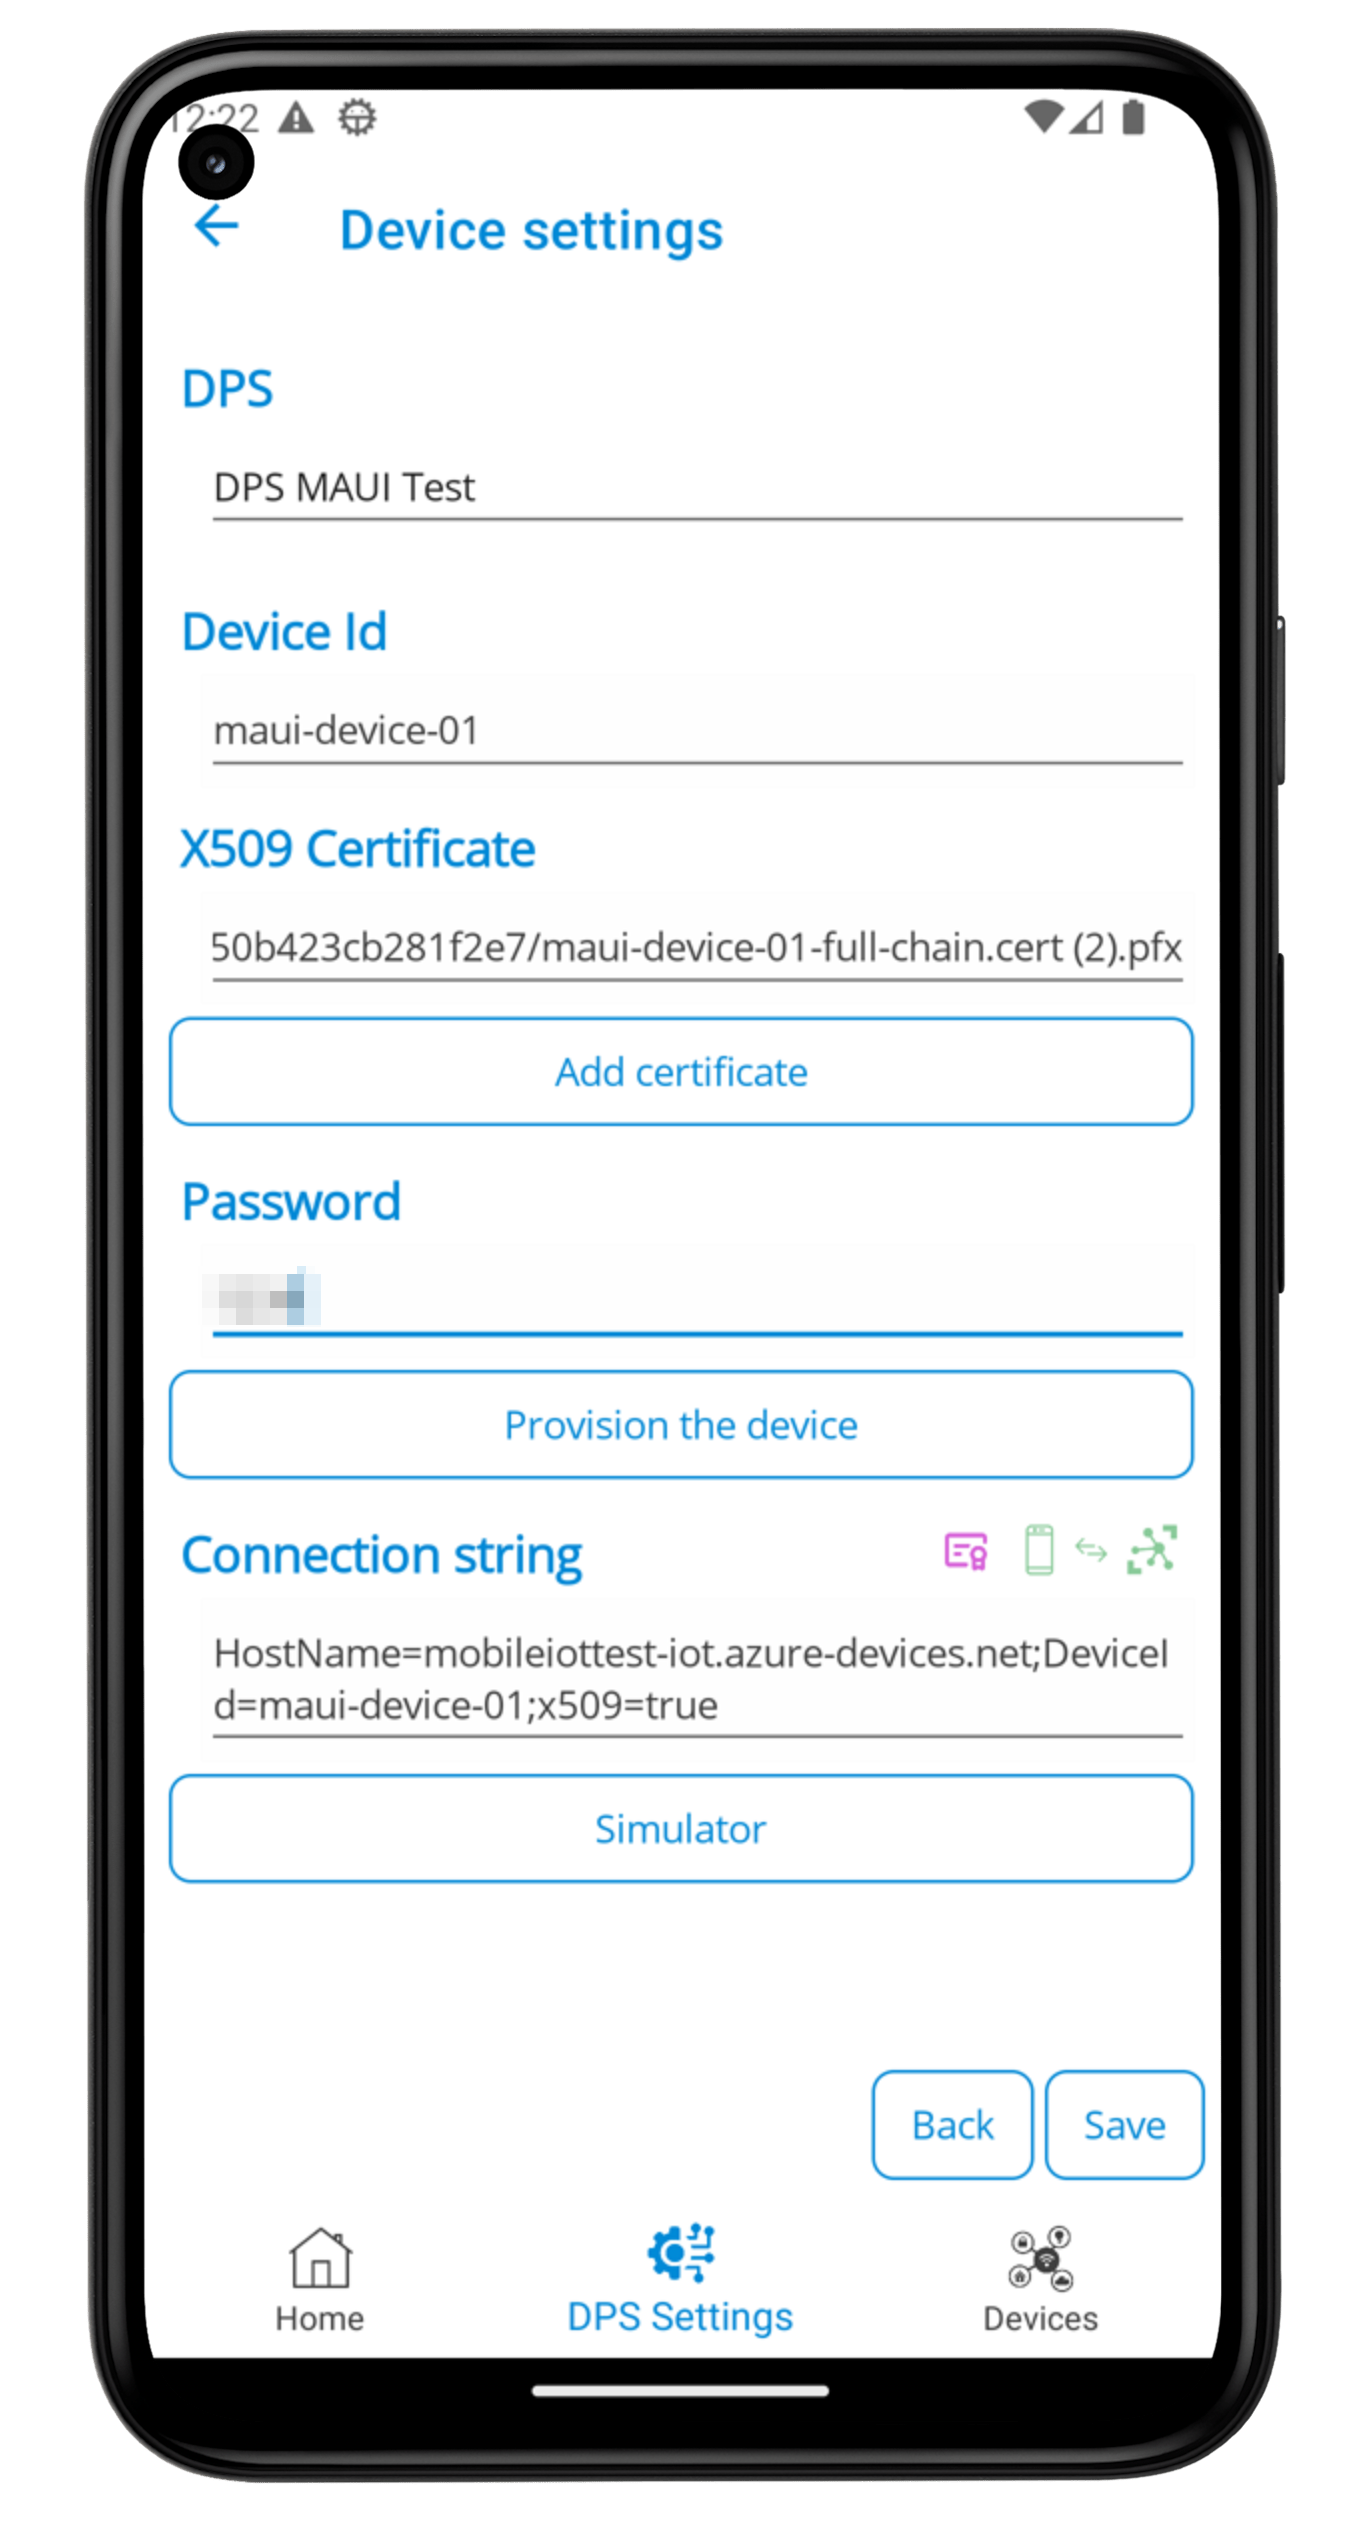 12:22
Device settings
DPS
DPS MAUI Test
Device Id
maui-device-01
X509 Certificate
50b423cb281f2e7/maui-device-01-full-chain.cert (2).pfx
Add certificate
Password
Provision the device
Connection string
HostName=mobileiottest-iot.azure-devices.net;DeviceI
d=maui-device-01;x509=true
Simulator
Back Save
Home DPS Settings Devices